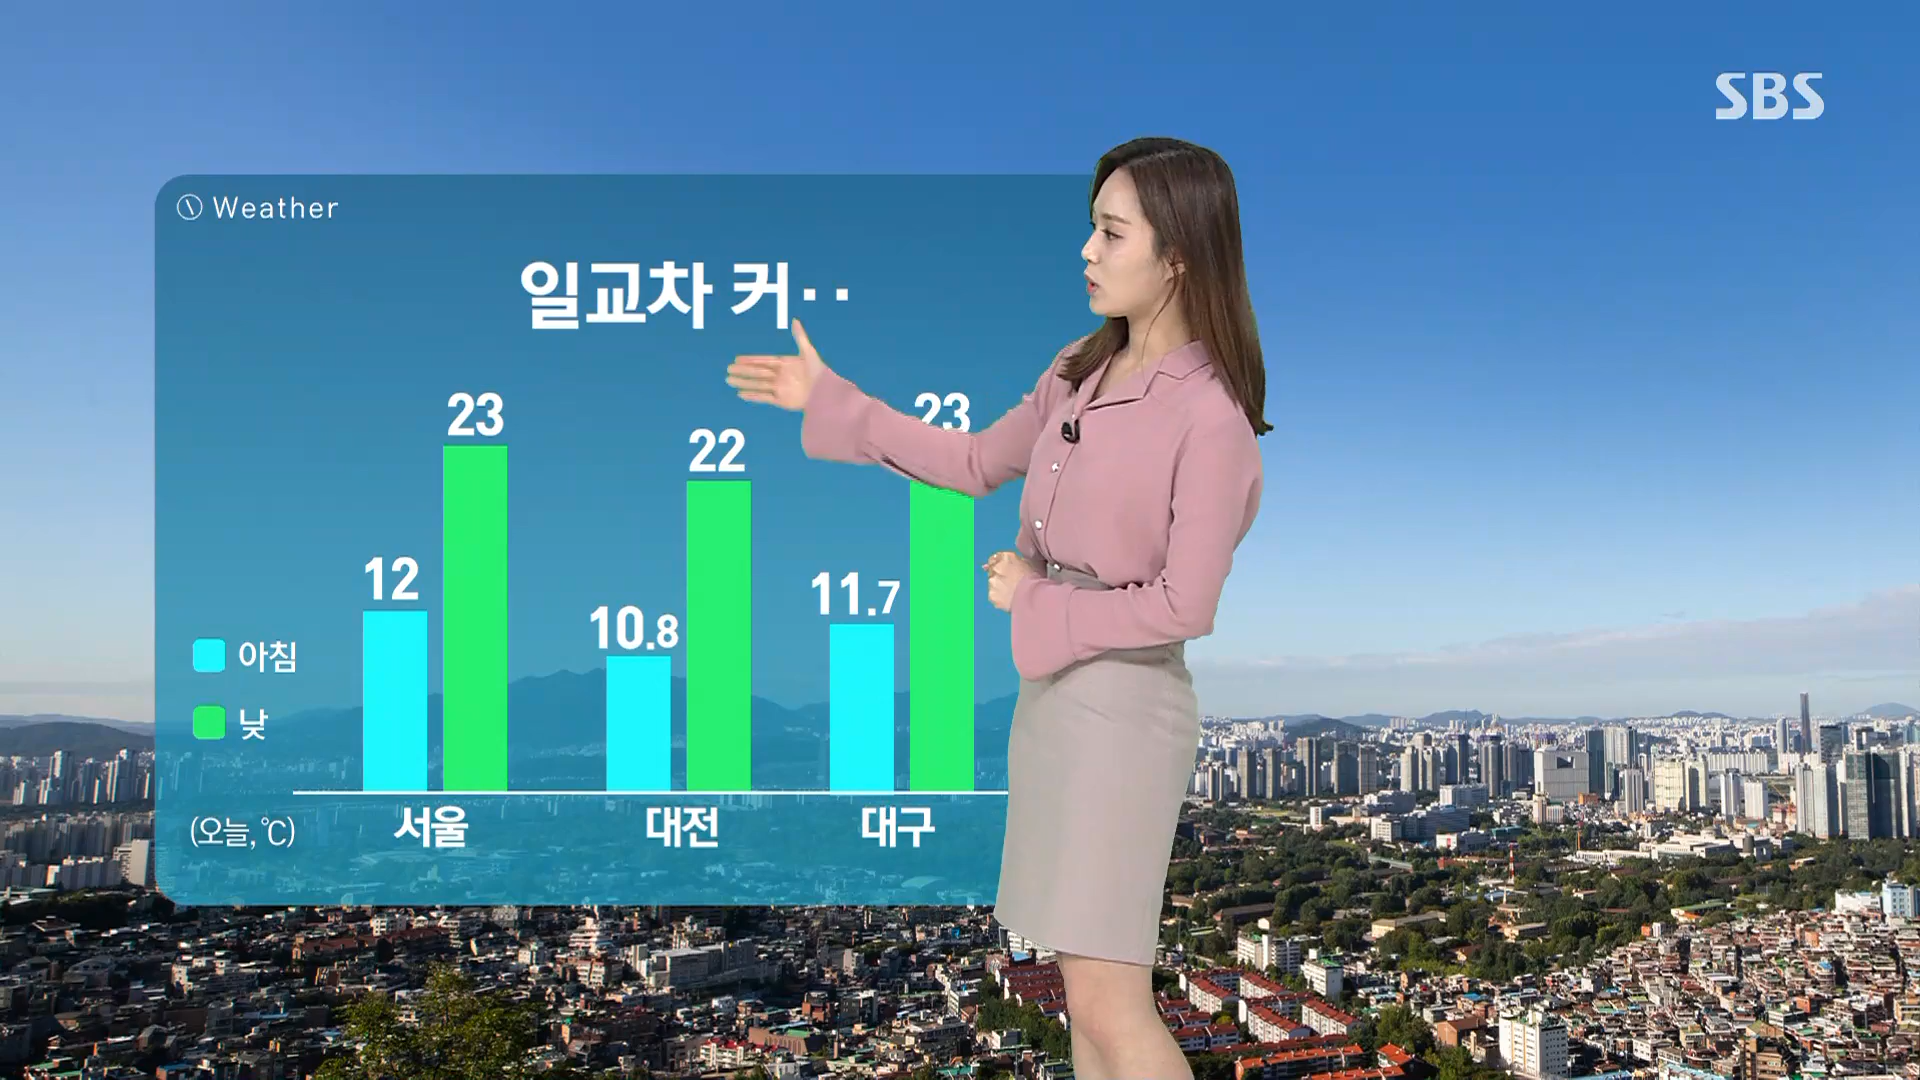 SBS
Weather
일교차 커··
23
22
23
12
10.8
11.7
아침
낮
(오늘, ℃)
서울
대전
대구